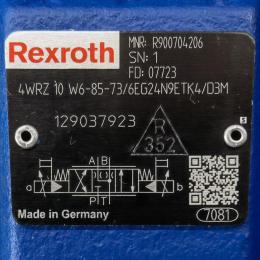 Rexroth
MNR: R900704206
SN: 1
FD: 07723
4WRZ 10 W6-85-73/6EG24N9ETK4/D3M
129037923
R
352
A B
P T
Made in Germany
7081